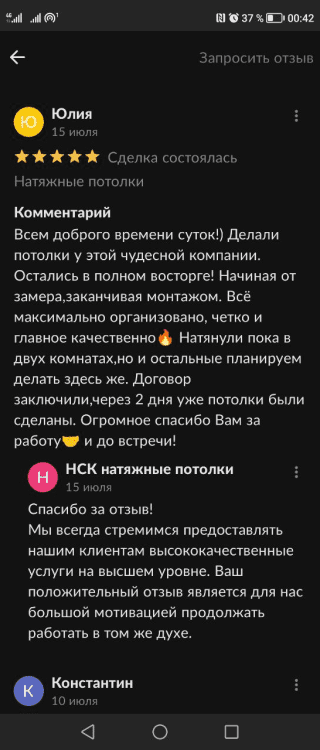 37 % 00:42
Запросить отзыв
Ю Юлия
15 июля
Сделка состоялась
Натяжные потолки
Комментарий
Всем доброго времени суток!) Делали
потолки у этой чудесной компании.
Остались в полном восторге! Начиная от
замера,заканчивая монтажом. Всё
максимально организовано, четко и
главное качественно🔥 Натянули пока в
двух комнатах,но и остальные планируем
делать здесь же. Договор
заключили,через 2 дня уже потолки были
сделаны. Огромное спасибо Вам за
работу🤝 и до встречи!
Н НСК натяжные потолки
15 июля
Спасибо за отзыв!
Мы всегда стремимся предоставлять
нашим клиентам высококачественные
услуги на высшем уровне. Ваш
положительный отзыв является для нас
большой мотивацией продолжать
работать в том же духе.
К Константин
10 июля